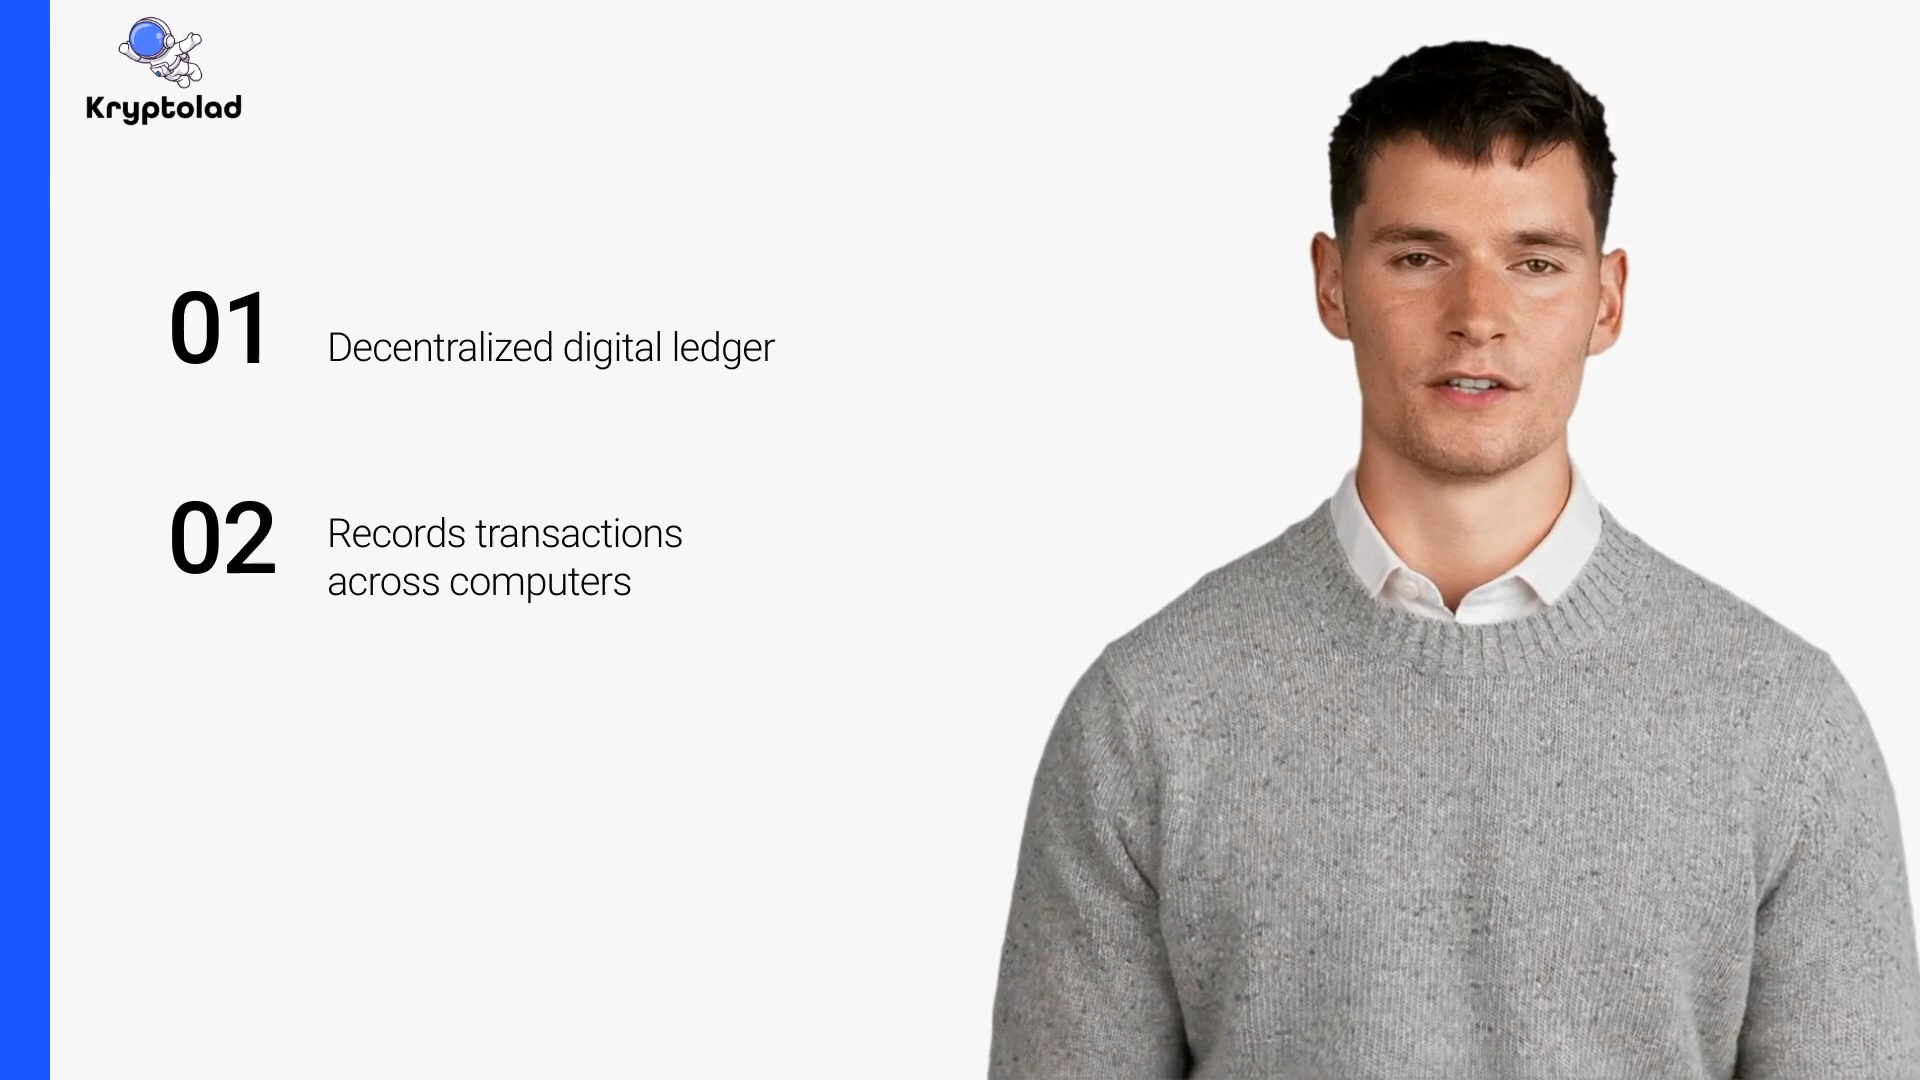 Kryptolad
01
Decentralized digital ledger
02
Records transactions
across computers